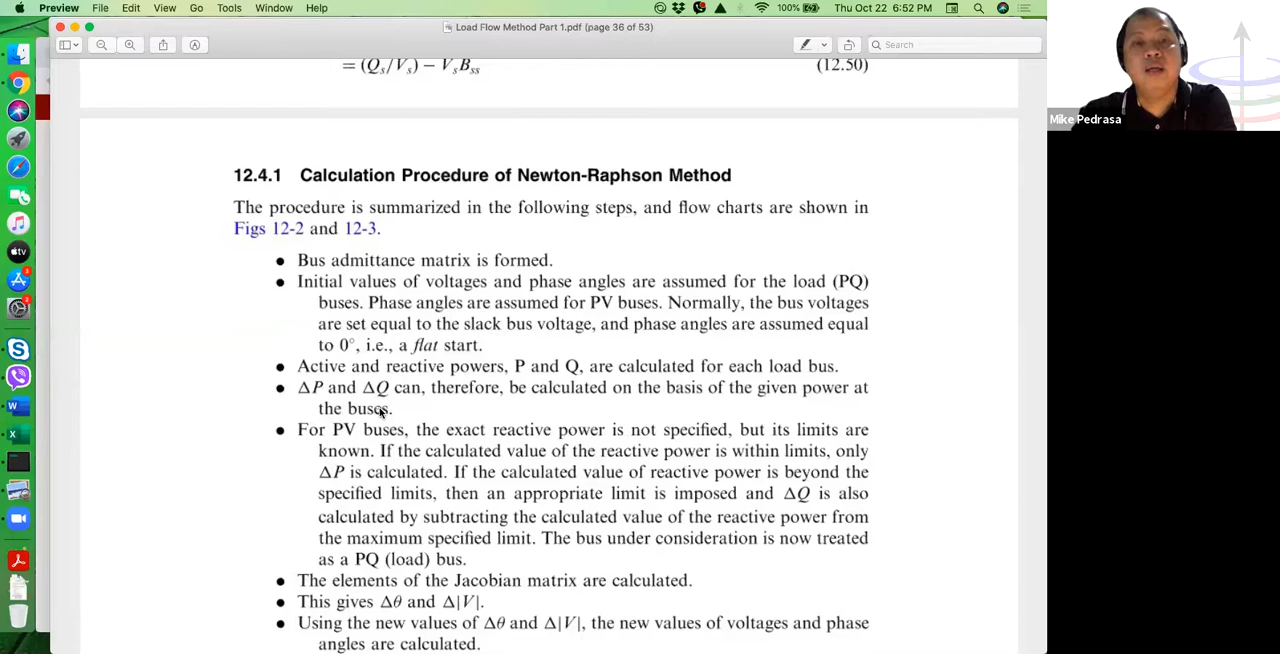 Preview File Edit View Go Tools Window Help 100% Thu Oct 22 6:52 PM
Load Flow Method Part 1.pdf (page 36 of 53)
Search
= (Qs/Vs) − VsBss (12.50)
12.4.1 Calculation Procedure of Newton-Raphson Method
The procedure is summarized in the following steps, and flow charts are shown in
Figs 12-2 and 12-3.
● Bus admittance matrix is formed.
● Initial values of voltages and phase angles are assumed for the load (PQ)
buses. Phase angles are assumed for PV buses. Normally, the bus voltages
are set equal to the slack bus voltage, and phase angles are assumed equal
to 0°, i.e., a flat start.
● Active and reactive powers, P and Q, are calculated for each load bus.
● ΔP and ΔQ can, therefore, be calculated on the basis of the given power at
the buses.
● For PV buses, the exact reactive power is not specified, but its limits are
known. If the calculated value of the reactive power is within limits, only
ΔP is calculated. If the calculated value of reactive power is beyond the
specified limits, then an appropriate limit is imposed and ΔQ is also
calculated by subtracting the calculated value of the reactive power from
the maximum specified limit. The bus under consideration is now treated
as a PQ (load) bus.
● The elements of the Jacobian matrix are calculated.
● This gives Δθ and Δ|V|.
● Using the new values of Δθ and Δ|V|, the new values of voltages and phase
angles are calculated.
Mike Pedrasa
tv